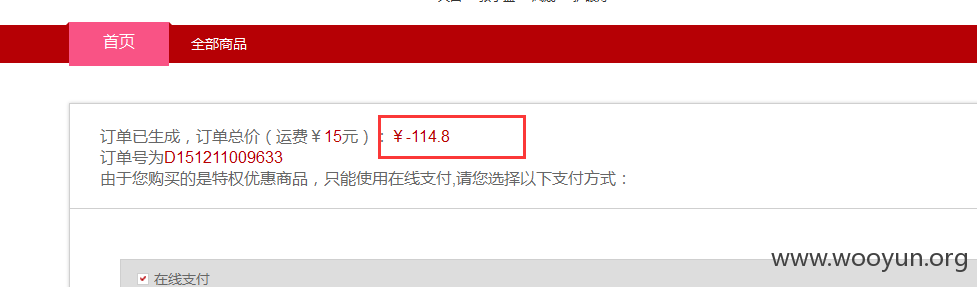 首页 全部商品
订单已生成，订单总价（运费￥15元）：￥-114.8
订单号为D151211009633
由于您购买的是特权优惠商品，只能使用在线支付,请您选择以下支付方式：
www.wooyun.org
在线支付